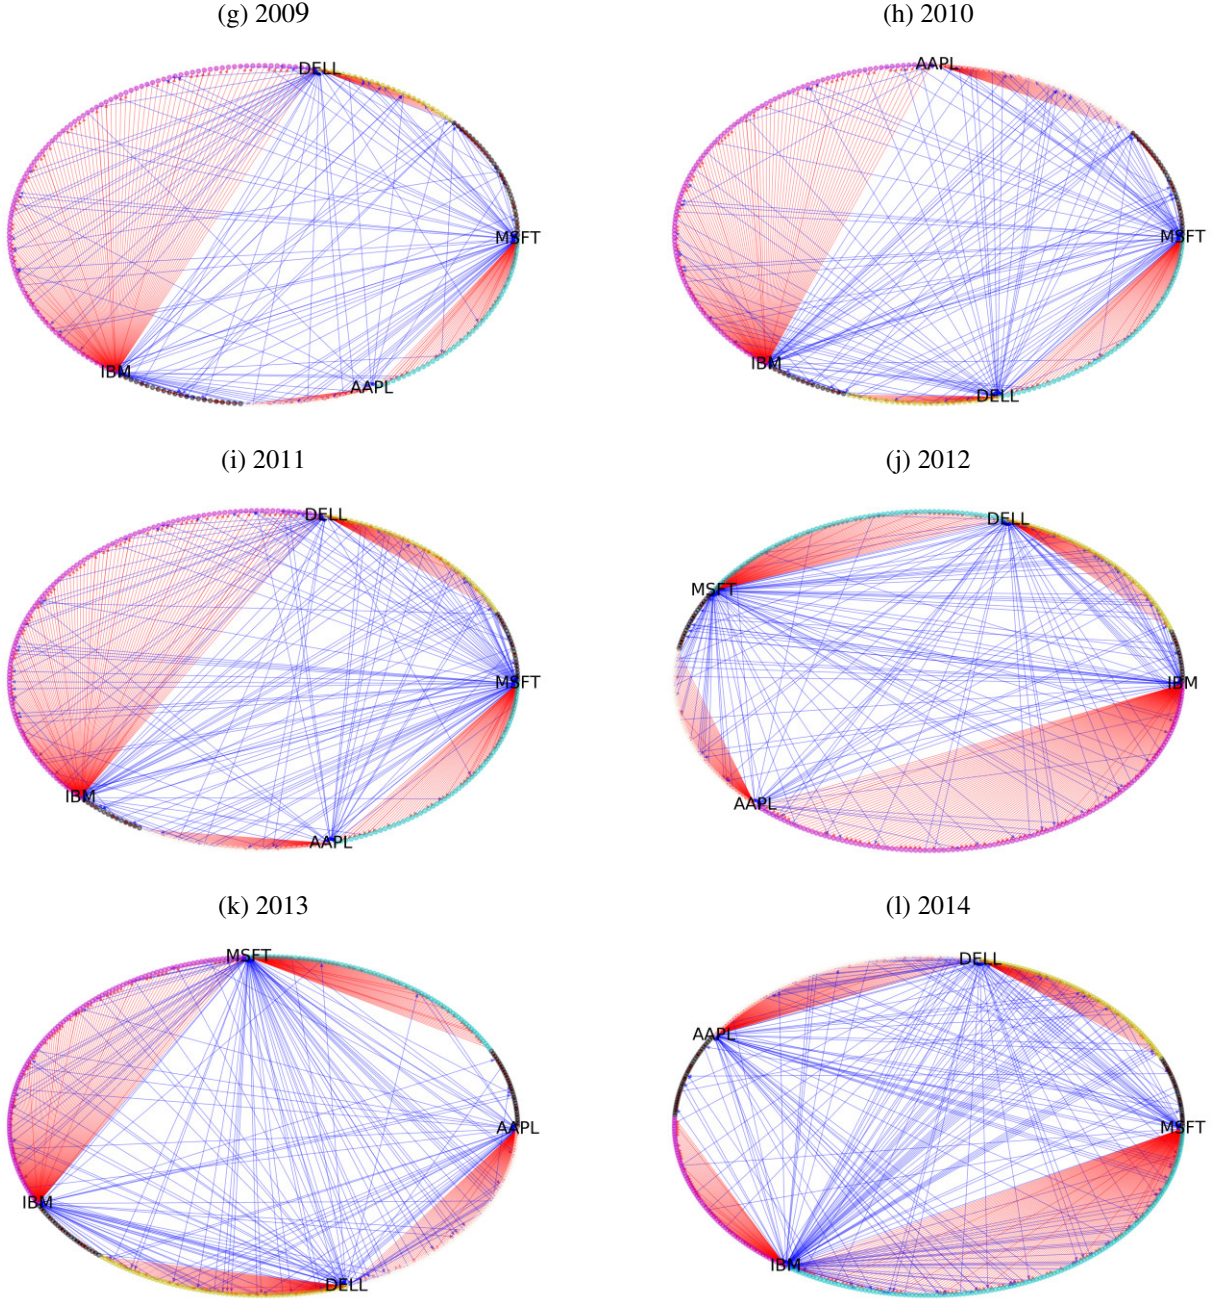 (g) 2009
DELL
MSFT
IBM
AAPL
(h) 2010
AAPL
MSFT
IBM
DELL
(i) 2011
DELL
MSFT
IBM
AAPL
(j) 2012
DELL
MSFT
IBM
AAPL
(k) 2013
MSFT
AAPL
IBM
DELL
(l) 2014
DELL
AAPL
MSFT
IBM